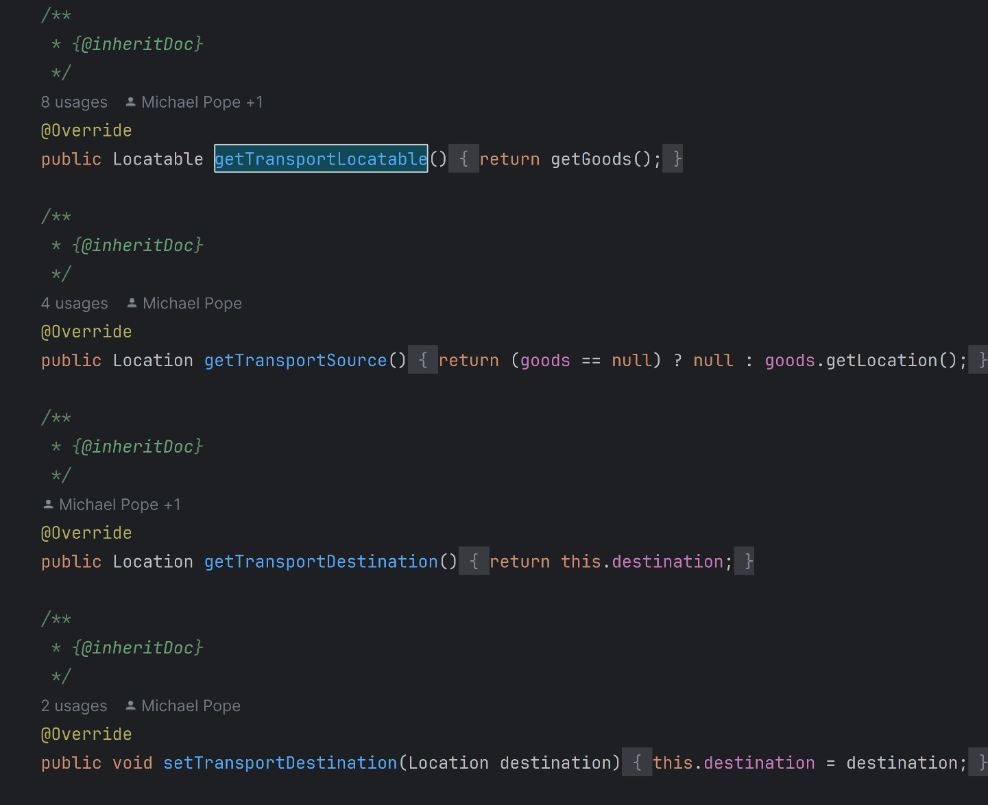 /**
 * {@inheritDoc}
 */
8 usages Michael Pope +1
@Override
public Locatable getTransportLocatable() { return getGoods(); }
/**
 * {@inheritDoc}
 */
4 usages Michael Pope
@Override
public Location getTransportSource() { return (goods == null) ? null : goods.getLocation(); }
/**
 * {@inheritDoc}
 */
Michael Pope +1
@Override
public Location getTransportDestination() { return this.destination; }
/**
 * {@inheritDoc}
 */
2 usages Michael Pope
@Override
public void setTransportDestination(Location destination) { this.destination = destination; }